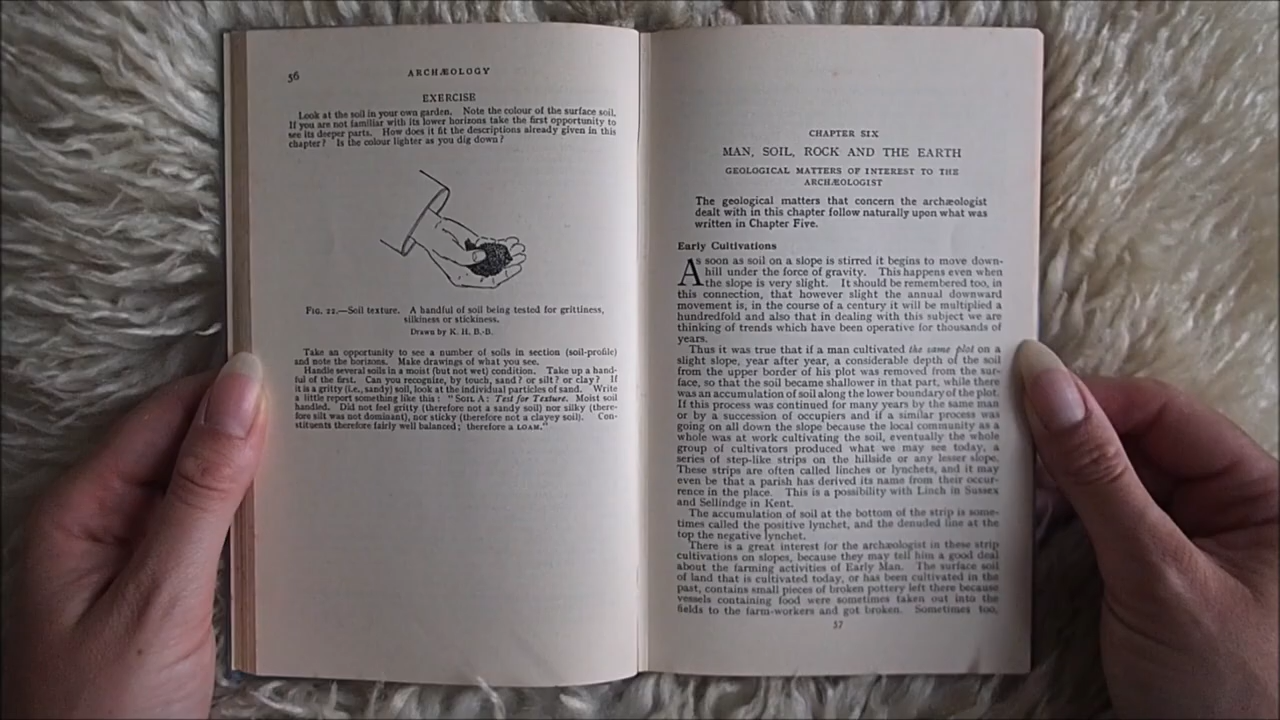 56
ARCHÆOLOGY
EXERCISE
Look at the soil in your own garden. Note the colour of the surface soil.
If you are not familiar with its lower horizons take the first opportunity to
see its deeper parts. How does it fit the descriptions already given in this
chapter? Is the colour lighter as you dig down?
FIG. 22.—Soil texture. A handful of soil being tested for grittiness,
silkiness or stickiness.
Drawn by K. H. B.-B.
Take an opportunity to see a number of soils in section (soil-profile)
and note the horizons. Make drawings of what you see.
Handle several soils in a moist (but not wet) condition. Take up a hand-
ful of the first. Can you recognize, by touch, sand? or silt? or clay? If
it is a gritty (i.e., sandy) soil, look at the individual particles of sand. Write
a little report something like this: “ SOIL A: Test for Texture. Moist soil
handled. Did not feel gritty (therefore not a sandy soil) nor silky (there-
fore silt was not dominant), nor sticky (therefore not a clayey soil). Con-
stituents therefore fairly well balanced; therefore a LOAM.”
CHAPTER SIX
MAN, SOIL, ROCK AND THE EARTH
GEOLOGICAL MATTERS OF INTEREST TO THE
ARCHÆOLOGIST
The geological matters that concern the archæologist
dealt with in this chapter follow naturally upon what was
written in Chapter Five.
Early Cultivations
As soon as soil on a slope is stirred it begins to move down-
hill under the force of gravity. This happens even when
the slope is very slight. It should be remembered too, in
this connection, that however slight the annual downward
movement is, in the course of a century it will be multiplied a
hundredfold and also that in dealing with this subject we are
thinking of trends which have been operative for thousands of
years.
Thus it was true that if a man cultivated the same plot on a
slight slope, year after year, a considerable depth of the soil
from the upper border of his plot was removed from the sur-
face, so that the soil became shallower in that part, while there
was an accumulation of soil along the lower boundary of the plot.
If this process was continued for many years by the same man
or by a succession of occupiers and if a similar process was
going on all down the slope because the local community as a
whole was at work cultivating the soil, eventually the whole
group of cultivators produced what we may see today, a
series of step-like strips on the hillside or any lesser slope.
These strips are often called linches or lynchets, and it may
even be that a parish has derived its name from their occur-
rence in the place. This is a possibility with Linch in Sussex
and Sellindge in Kent.
The accumulation of soil at the bottom of the strip is some-
times called the positive lynchet, and the denuded line at the
top the negative lynchet.
There is a great interest for the archæologist in these strip
cultivations on slopes, because they may tell him a good deal
about the farming activities of Early Man. The surface soil
of land that is cultivated today, or has been cultivated in the
past, contains small pieces of broken pottery left there because
vessels containing food were sometimes taken out into the
fields to the farm-workers and got broken. Sometimes too,
57